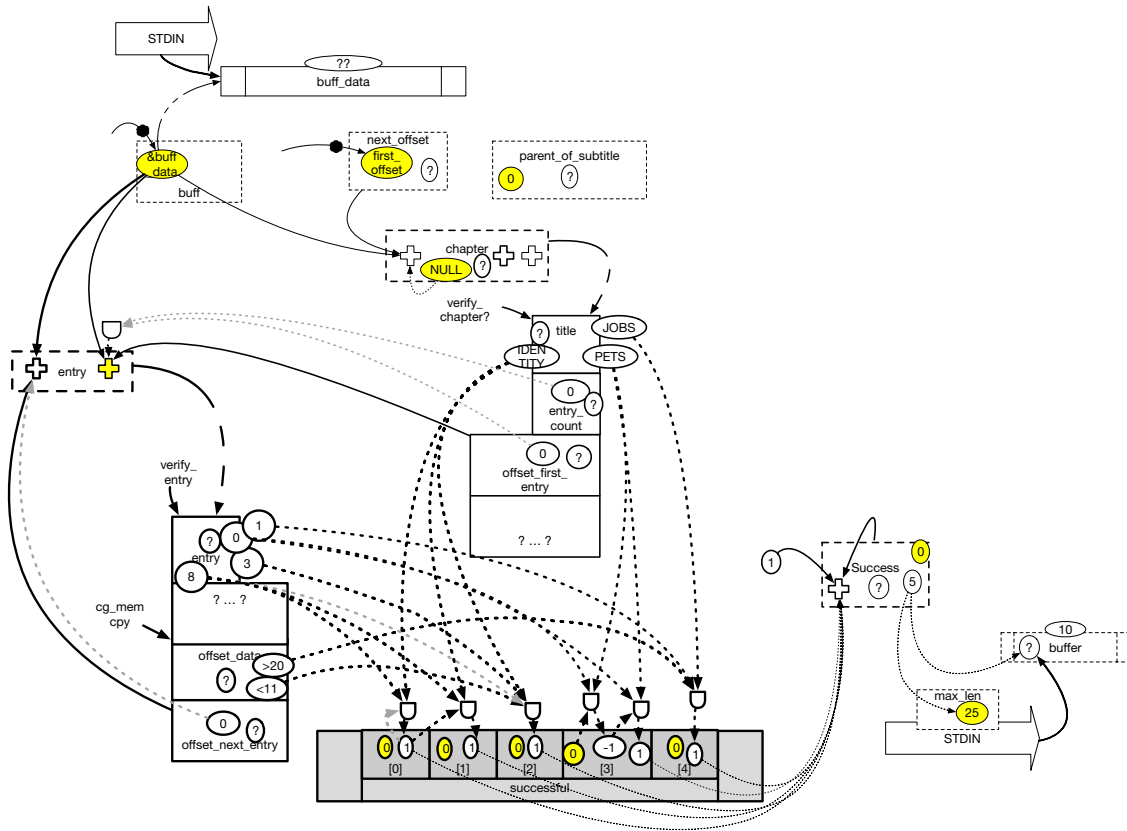 STDIN
??
buff_data
&buff_
data
buff
next_offset
first_
offset
?
parent_of_subtitle
0
?
chapter
NULL
?
verify_
chapter?
?
title
JOBS
IDEN
TITY
PETS
0
?
entry_
count
0
?
offset_first_
entry
? ... ?
entry
verify_
entry
?
0
1
entry
3
8
? ... ?
cg_mem
cpy
offset_data
>20
?
<11
0
?
offset_next_entry
0
1
[0]
0
1
[1]
0
1
[2]
0
-1
1
[3]
0
1
[4]
successful
1
0
Success
?
5
10
?
buffer
max_len
25
STDIN